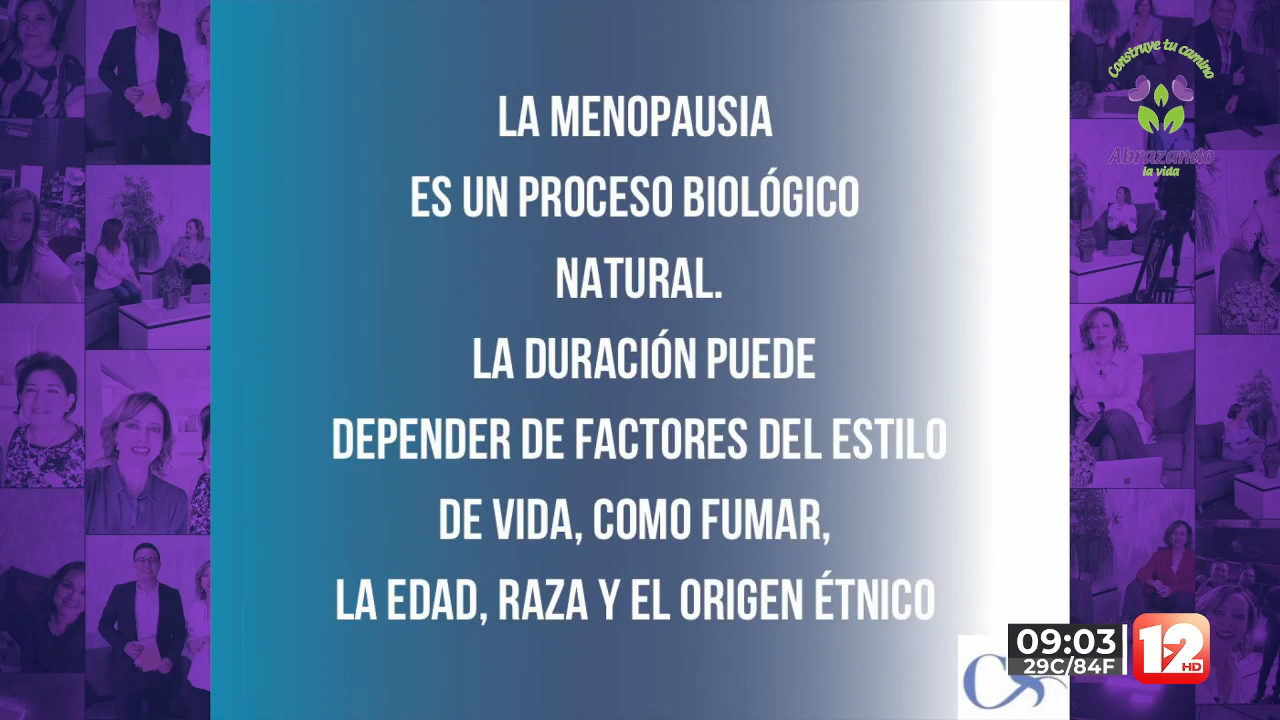 Construye tu camino
Abrazando
la vida
LA MENOPAUSIA
ES UN PROCESO BIOLÓGICO
NATURAL.
LA DURACIÓN PUEDE
DEPENDER DE FACTORES DEL ESTILO
DE VIDA, COMO FUMAR,
LA EDAD, RAZA Y EL ORIGEN ÉTNICO
09:03
29C/84F
12
HD